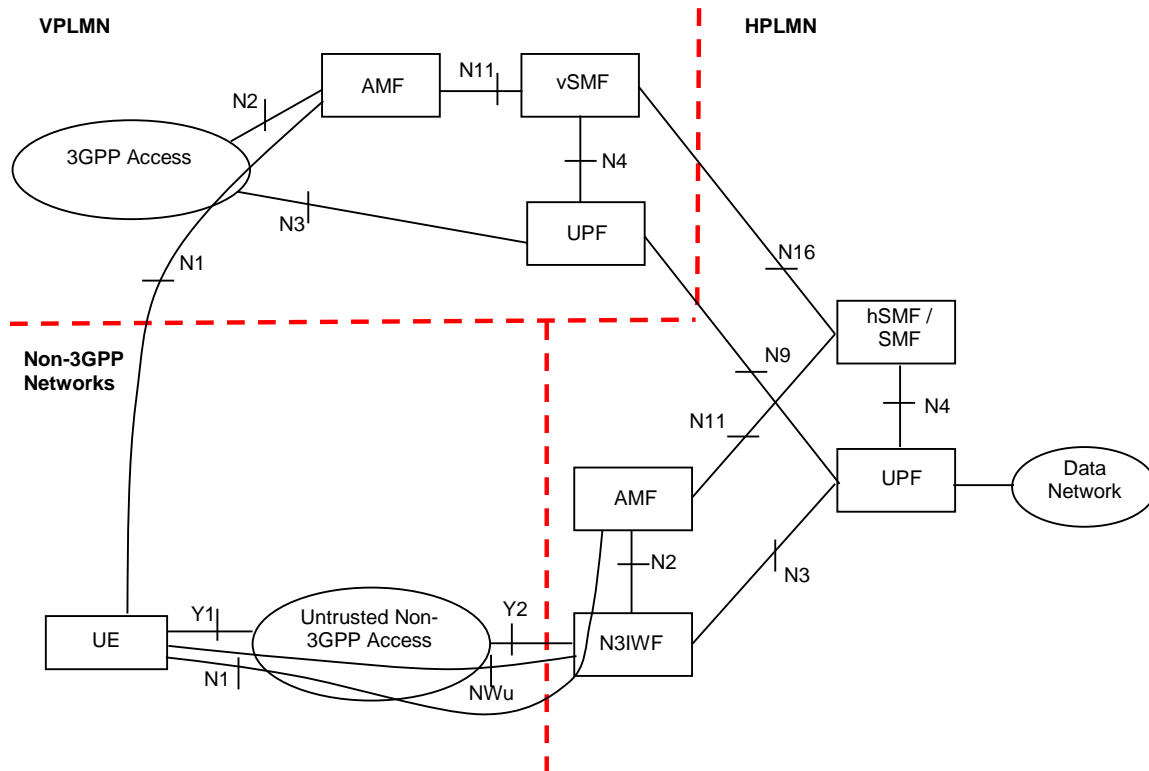 VPLMN
HPLMN
N11
AMF
vSMF
N2
3GPP Access
N4
N3
UPF
N1
N16
hSMF /
SMF
Non-3GPP
Networks
N9
N4
N11
AMF
UPF
Data
Network
N2
N3
Y1
Untrusted Non-
3GPP Access
Y2
UE
N3IWF
N1
NWu